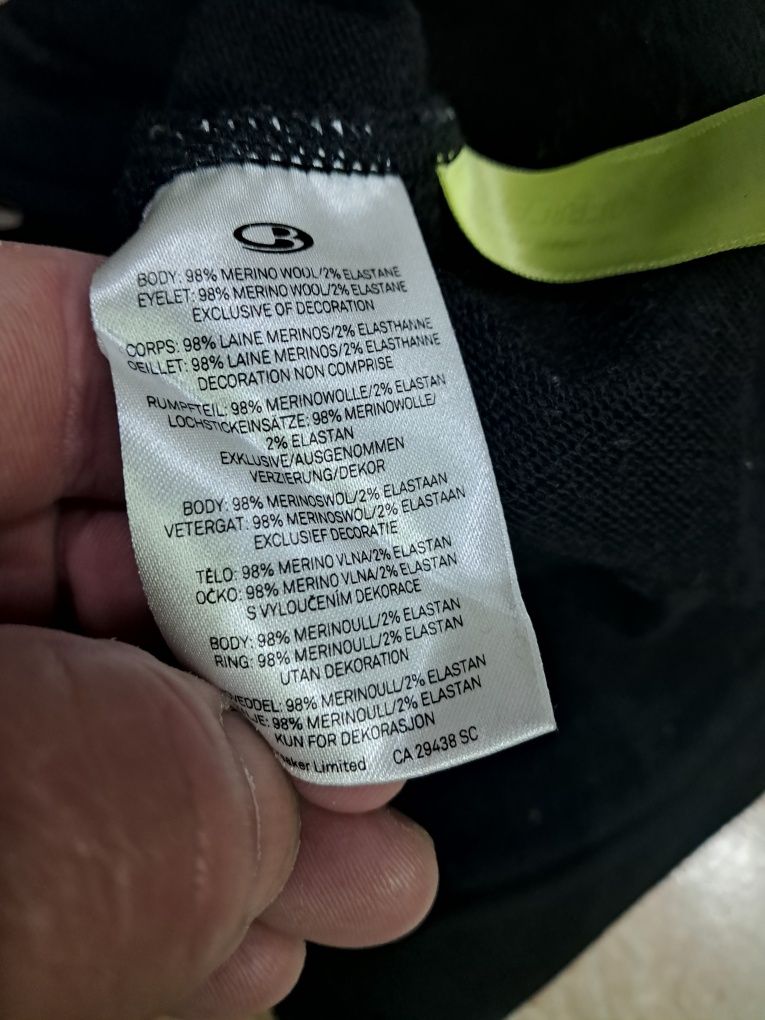 BODY: 98% MERINO WOOL/2% ELASTANE
EYELET: 98% MERINO WOOL/2% ELASTANE
EXCLUSIVE OF DECORATION
CORPS: 98% LAINE MERINOS/2% ELASTHANNE
OEILLET: 98% LAINE MERINOS/2% ELASTHANNE
DECORATION NON COMPRISE
RUMPFTEIL: 98% MERINOWOLLE/2% ELASTAN
LOCHSTICKEINSÄTZE: 98% MERINOWOLLE/
2% ELASTAN
EXKLUSIVE/AUSGENOMMEN
VERZIERUNG/DEKOR
BODY: 98% MERINOSWOL/2% ELASTAAN
VETERGAT: 98% MERINOSWOL/2% ELASTAAN
EXCLUSIEF DECORATIE
TĚLO: 98% MERINO VLNA/2% ELASTAN
OČKO: 98% MERINO VLNA/2% ELASTAN
S VYLOUČENÍM DEKORACE
BODY: 98% MERINOULL/2% ELASTAN
RING: 98% MERINOULL/2% ELASTAN
UTAN DEKORATION
98% MERINOULL/2% ELASTAN
98% MERINOULL/2% ELASTAN
KUN FOR DEKORASJON
Limited CA 29438 SC